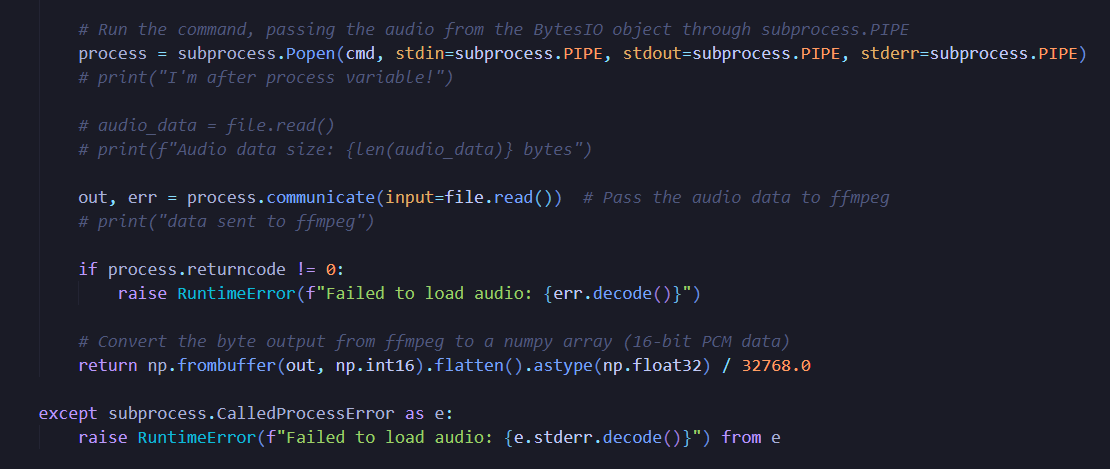 # Run the command, passing the audio from the BytesIO object through subprocess.PIPE
process = subprocess.Popen(cmd, stdin=subprocess.PIPE, stdout=subprocess.PIPE, stderr=subprocess.PIPE)
# print("I'm after process variable!")
# audio_data = file.read()
# print(f"Audio data size: {len(audio_data)} bytes")
out, err = process.communicate(input=file.read())  # Pass the audio data to ffmpeg
# print("data sent to ffmpeg")
if process.returncode != 0:
raise RuntimeError(f"Failed to load audio: {err.decode()}")
# Convert the byte output from ffmpeg to a numpy array (16-bit PCM data)
return np.frombuffer(out, np.int16).flatten().astype(np.float32) / 32768.0
except subprocess.CalledProcessError as e:
raise RuntimeError(f"Failed to load audio: {e.stderr.decode()}") from e